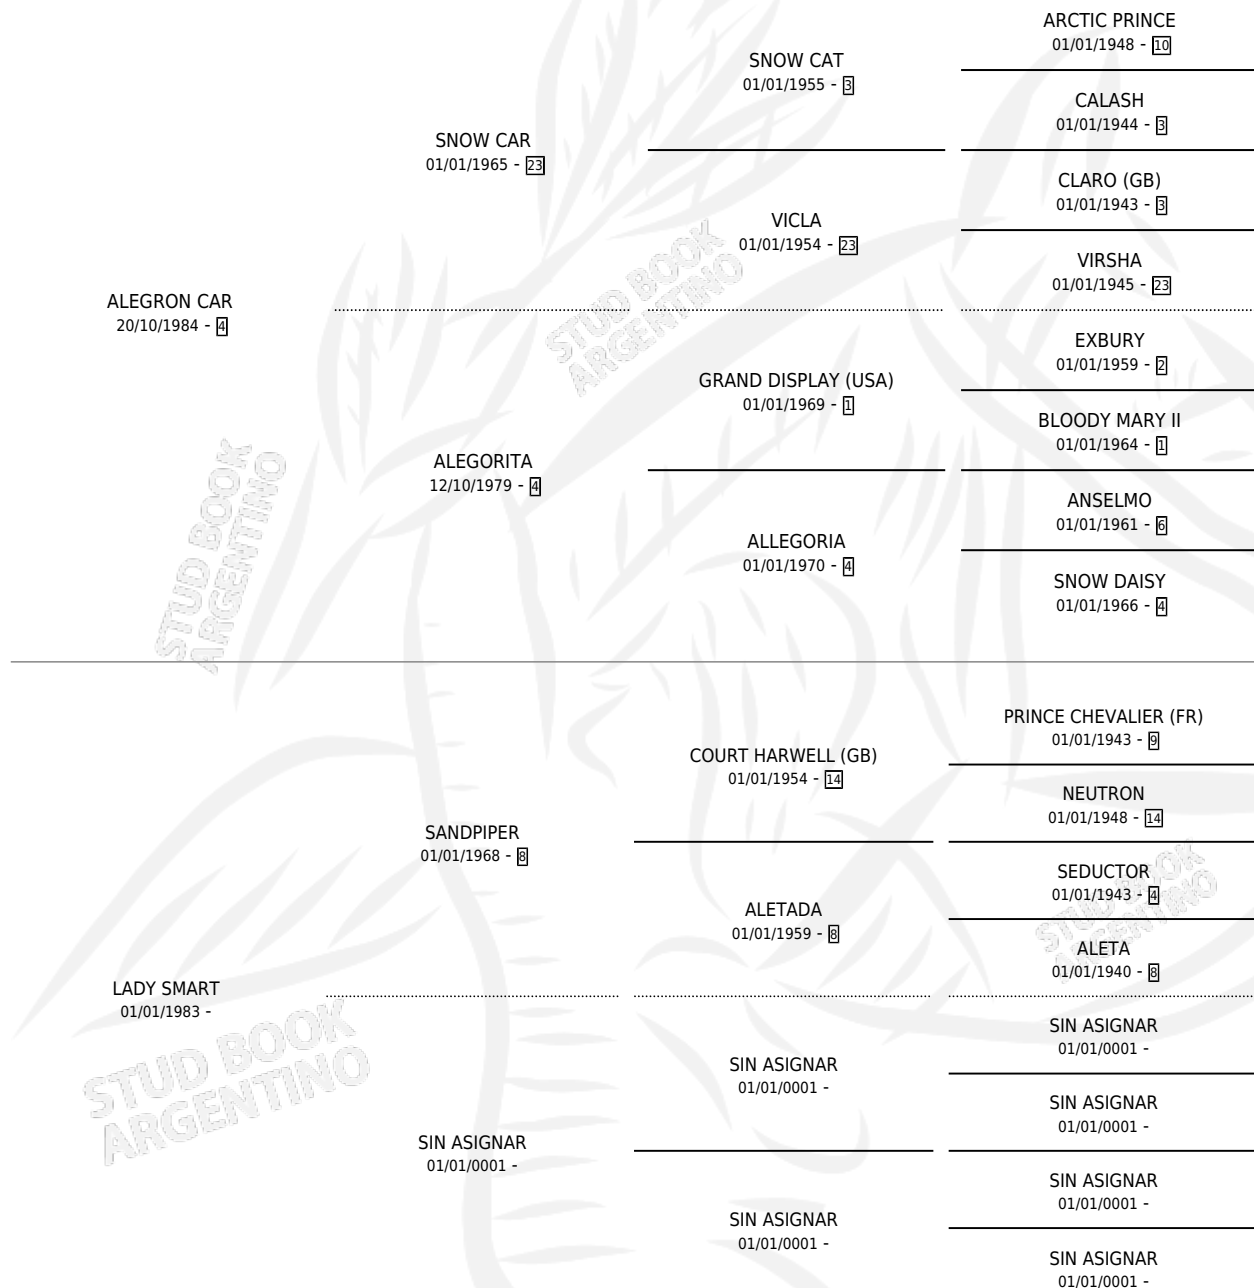 ARCTIC PRINCE
01/01/1948 - 10
SNOW CAT
01/01/1955 - 3
CALASH
01/01/1944 - 3
SNOW CAR
01/01/1965 - 23
CLARO (GB)
01/01/1943 - 3
VICLA
01/01/1954 - 23
VIRSHA
01/01/1945 - 23
ALEGRON CAR
20/10/1984 - 4
EXBURY
01/01/1959 - 2
GRAND DISPLAY (USA)
01/01/1969 - 1
BLOODY MARY II
01/01/1964 - 1
ALEGORITA
12/10/1979 - 4
ANSELMO
01/01/1961 - 6
ALLEGORIA
01/01/1970 - 4
SNOW DAISY
01/01/1966 - 4
PRINCE CHEVALIER (FR)
01/01/1943 - 9
COURT HARWELL (GB)
01/01/1954 - 14
NEUTRON
01/01/1948 - 14
SANDPIPER
01/01/1968 - 8
SEDUCTOR
01/01/1943 - 4
ALETADA
01/01/1959 - 8
ALETA
01/01/1940 - 8
LADY SMART
01/01/1983 -
SIN ASIGNAR
01/01/0001 -
SIN ASIGNAR
01/01/0001 -
SIN ASIGNAR
01/01/0001 -
SIN ASIGNAR
01/01/0001 -
SIN ASIGNAR
01/01/0001 -
SIN ASIGNAR
01/01/0001 -
SIN ASIGNAR
01/01/0001 -
STUD BOOK
ARGENTINO
STUD BOOK
ARGENTINO
STUD BOOK
ARGENTINO
STUD BOOK
ARGENTINO